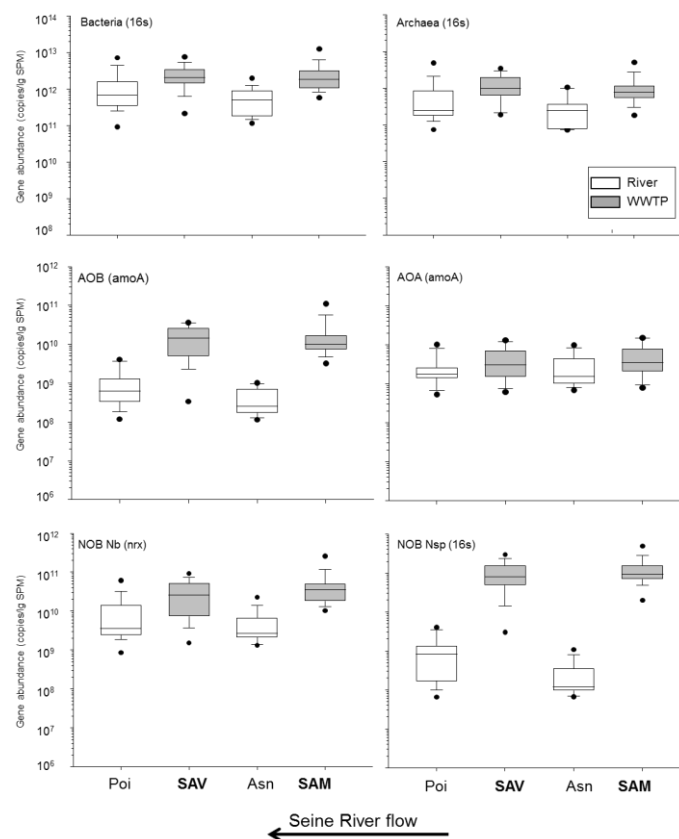 Bacteria (16s)
Gene abundance (copies/lg SPM)
10^14
10^13
10^12
10^11
10^10
10^9
10^8
Archaea (16s)
River
WWTP
AOB (amoA)
Gene abundance (copies/lg SPM)
10^12
10^11
10^10
10^9
10^8
10^7
10^6
AOA (amoA)
NOB Nb (nrx)
Gene abundance (copies/lg SPM)
10^12
10^11
10^10
10^9
10^8
10^7
10^6
NOB Nsp (16s)
Poi SAV Asn SAM
Poi SAV Asn SAM
Seine River flow